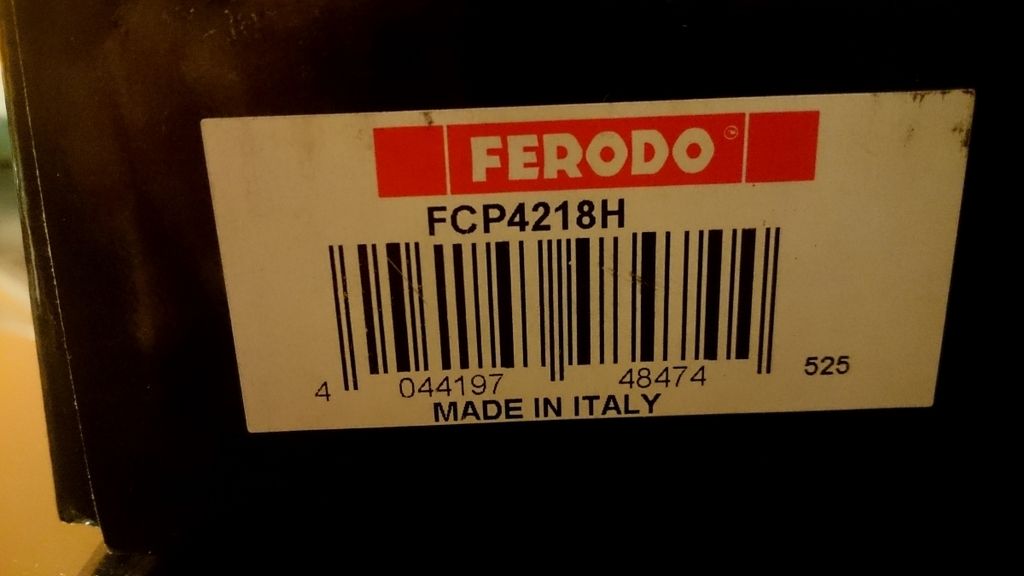 FERODO
FCP4218H
4 044197 48474 525
MADE IN ITALY